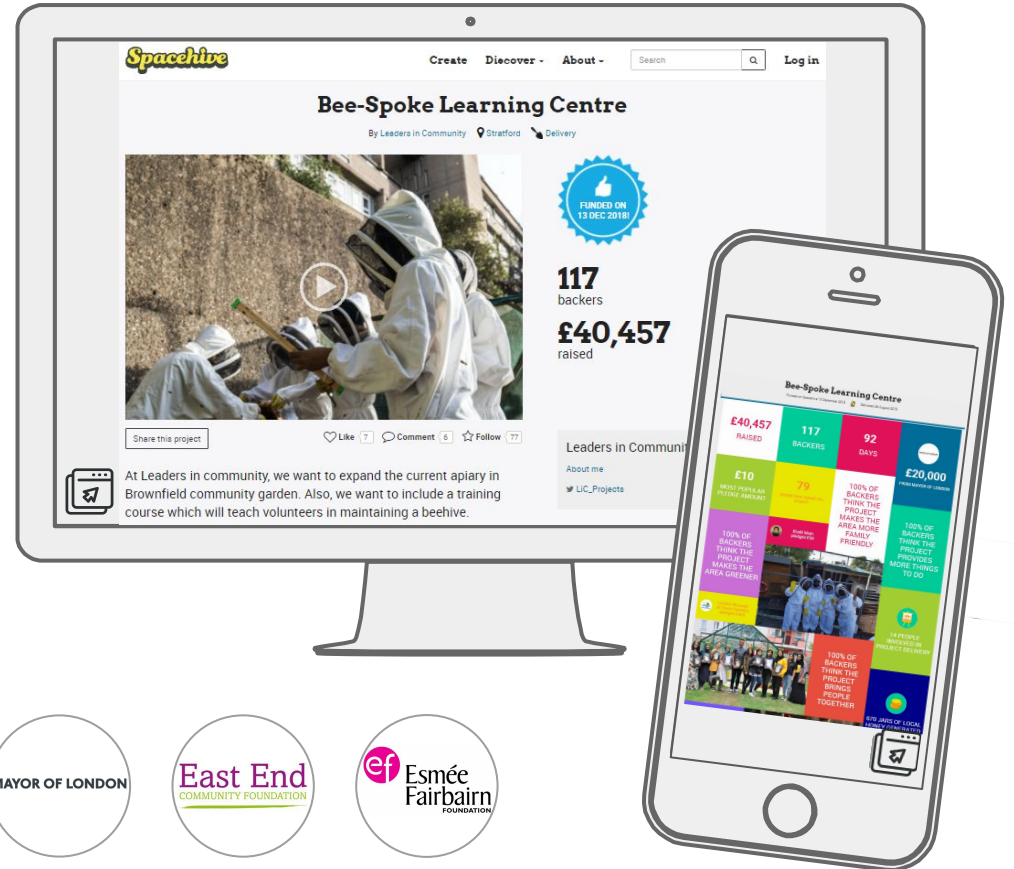 Spacehive
Create Discover - About - Search Log in
Bee-Spoke Learning Centre
By Leaders in Community Stratford Delivery
FUNDED ON
13 DEC 2018!
117
backers
£40,457
raised
Share this project
Like 7 Comment 6 Follow 77
At Leaders in community, we want to expand the current apiary in
Brownfield community garden. Also, we want to include a training
course which will teach volunteers in maintaining a beehive.
Leaders in Communi
About me
LiC_Projects
Bee-Spoke Learning Centre
£40,457
RAISED
117
BACKERS
92
DAYS
£20,000
FROM MAYOR OF LONDON
£10
MOST POPULAR
PLEDGE AMOUNT
79
100% OF
BACKERS
THINK THE
PROJECT
MAKES THE
AREA MORE
FAMILY
FRIENDLY
100% OF
BACKERS
THINK THE
PROJECT
PROVIDES
MORE THINGS
TO DO
100% OF
BACKERS
THINK THE
PROJECT
MAKES THE
AREA GREENER
14 PEOPLE
INVOLVED IN
PROJECT DELIVERY
100% OF
BACKERS
THINK THE
PROJECT
BRINGS
PEOPLE
TOGETHER
670 JARS OF LOCAL
HONEY GENERATED
MAYOR OF LONDON
East End
COMMUNITY FOUNDATION
ef Esmée
Fairbairn
FOUNDATION